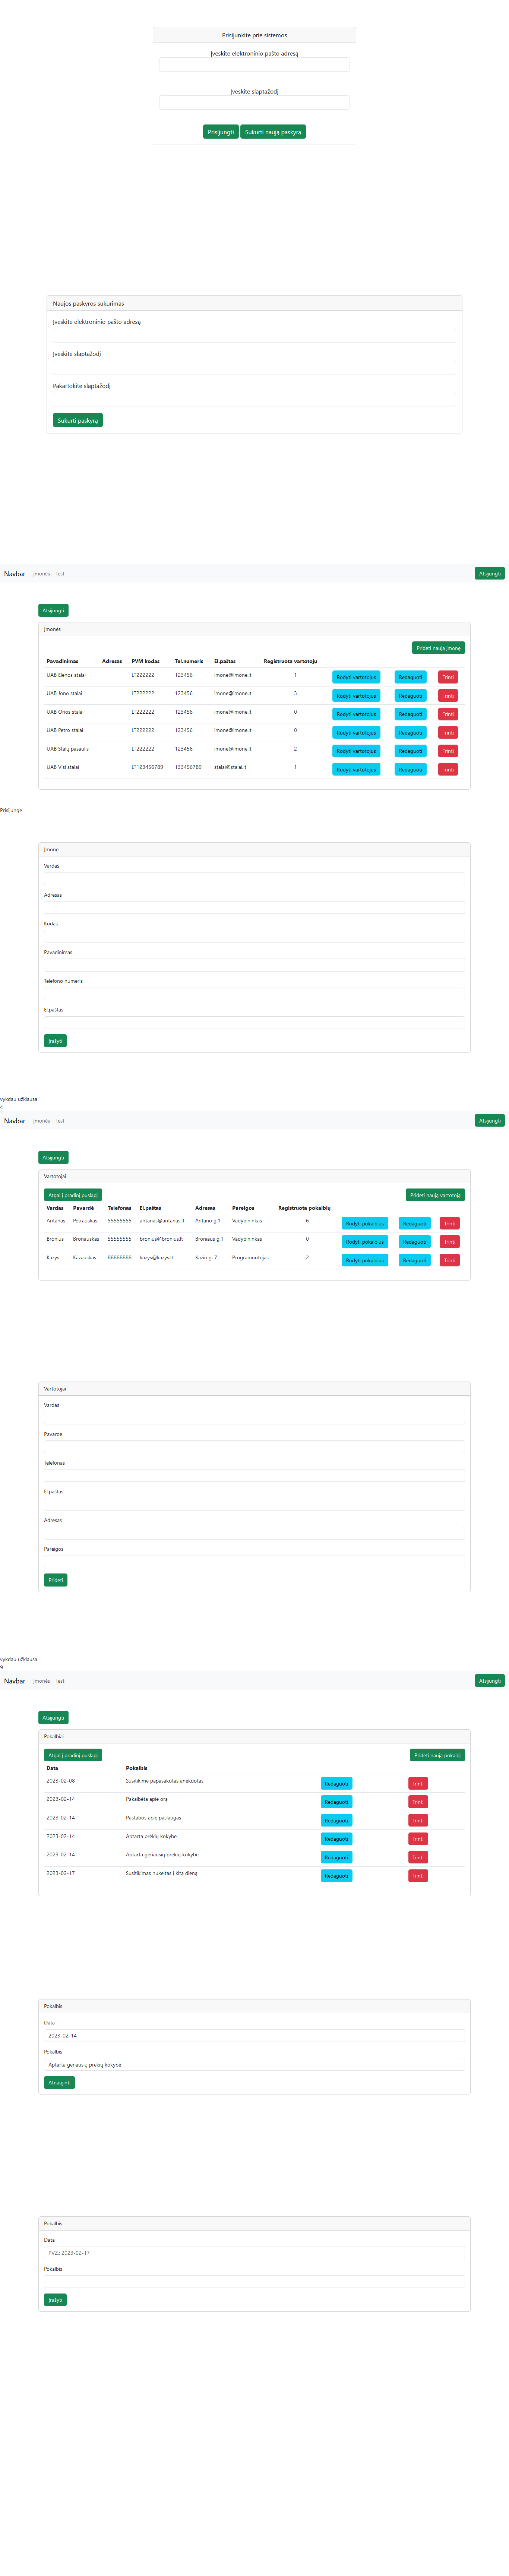 Prisijunkite prie sistemos
Įveskite elektroninio pašto adresą
Įveskite slaptažodį
Prisijungti Sukurti naują paskyrą
Naujos paskyros sukūrimas
Įveskite elektroninio pašto adresą
Įveskite slaptažodį
Pakartokite slaptažodį
Sukurti paskyrą
Navbar Įmonės Test Atsijungti
Atsijungti
Įmonės
Pridėti naują įmonę
Pavadinimas Adresas PVM kodas Tel.numeris El.paštas Registruota vartotojų
UAB Elenos stalai LT222222 123456 imone@imone.lt 1 Rodyti vartotojus Redaguoti Trinti
UAB Jono stalai LT222222 123456 imone@imone.lt 3 Rodyti vartotojus Redaguoti Trinti
UAB Onos stalai LT222222 123456 imone@imone.lt 0 Rodyti vartotojus Redaguoti Trinti
UAB Petro stalai LT222222 123456 imone@imone.lt 0 Rodyti vartotojus Redaguoti Trinti
UAB Stalų pasaulis LT222222 123456 imone@imone.lt 2 Rodyti vartotojus Redaguoti Trinti
UAB Visi stalai LT123456789 133456789 stalai@stalai.lt 1 Rodyti vartotojus Redaguoti Trinti
Prisijunge
Įmonė
Vardas
Adresas
Kodas
Pavadinimas
Telefono numeris
El.paštas
Įrašyti
vykdau užklausa
4
Navbar Įmonės Test Atsijungti
Atsijungti
Vartotojai
Atgal į pradinį puslapį Pridėti naują vartotoją
Vardas Pavardė Telefonas El.paštas Adresas Pareigos Registruota pokalbių
Antanas Petrauskas 55555555 antanas@antanas.lt Antano g.1 Vadybininkas 6 Rodyti pokalbius Redaguoti Trinti
Bronius Bronauskas 55555555 bronius@bronius.lt Broniaus g.1 Vadybininkas 0 Rodyti pokalbius Redaguoti Trinti
Kazys Kazauskas 88888888 kazys@kazys.lt Kazio g. 7 Programuotojas 2 Rodyti pokalbius Redaguoti Trinti
Vartotojai
Vardas
Pavardė
Telefonas
El.paštas
Adresas
Pareigos
Pridėti
vykdau užklausa
9
Navbar Įmonės Test Atsijungti
Atsijungti
Pokalbiai
Atgal į pradinį puslapį Pridėti naują pokalbį
Data Pokalbis
2023-02-08 Susitikime papasakotas anekdotas Redaguoti Trinti
2023-02-14 Pakalbėta apie orą Redaguoti Trinti
2023-02-14 Pastabos apie paslaugas Redaguoti Trinti
2023-02-14 Aptarta prekių kokybė Redaguoti Trinti
2023-02-14 Aptarta geriausių prekių kokybė Redaguoti Trinti
2023-02-17 Susitikimas nukeltas į kitą dieną Redaguoti Trinti
Pokalbis
Data
2023-02-14
Pokalbis
Aptarta geriausių prekių kokybė
Atnaujinti
Pokalbis
Data
PVZ.: 2023-02-17
Pokalbis
Įrašyti